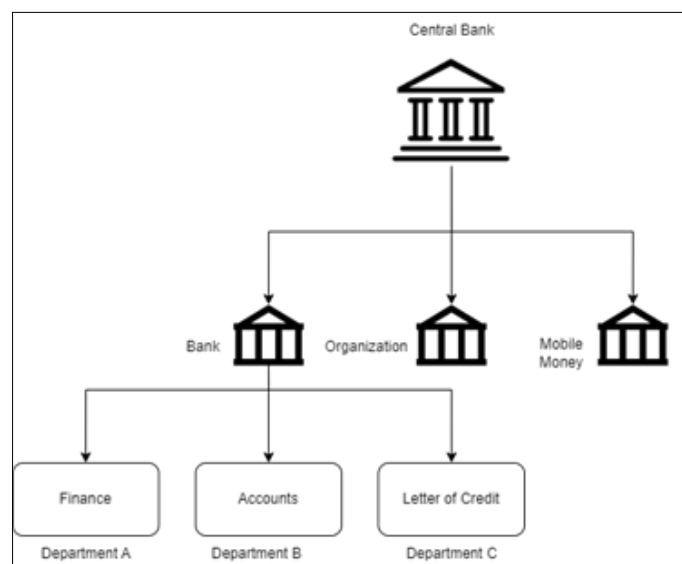 Central Bank
Bank
Organization
Mobile
Money
Finance
Accounts
Letter of Credit
Department A
Department B
Department C